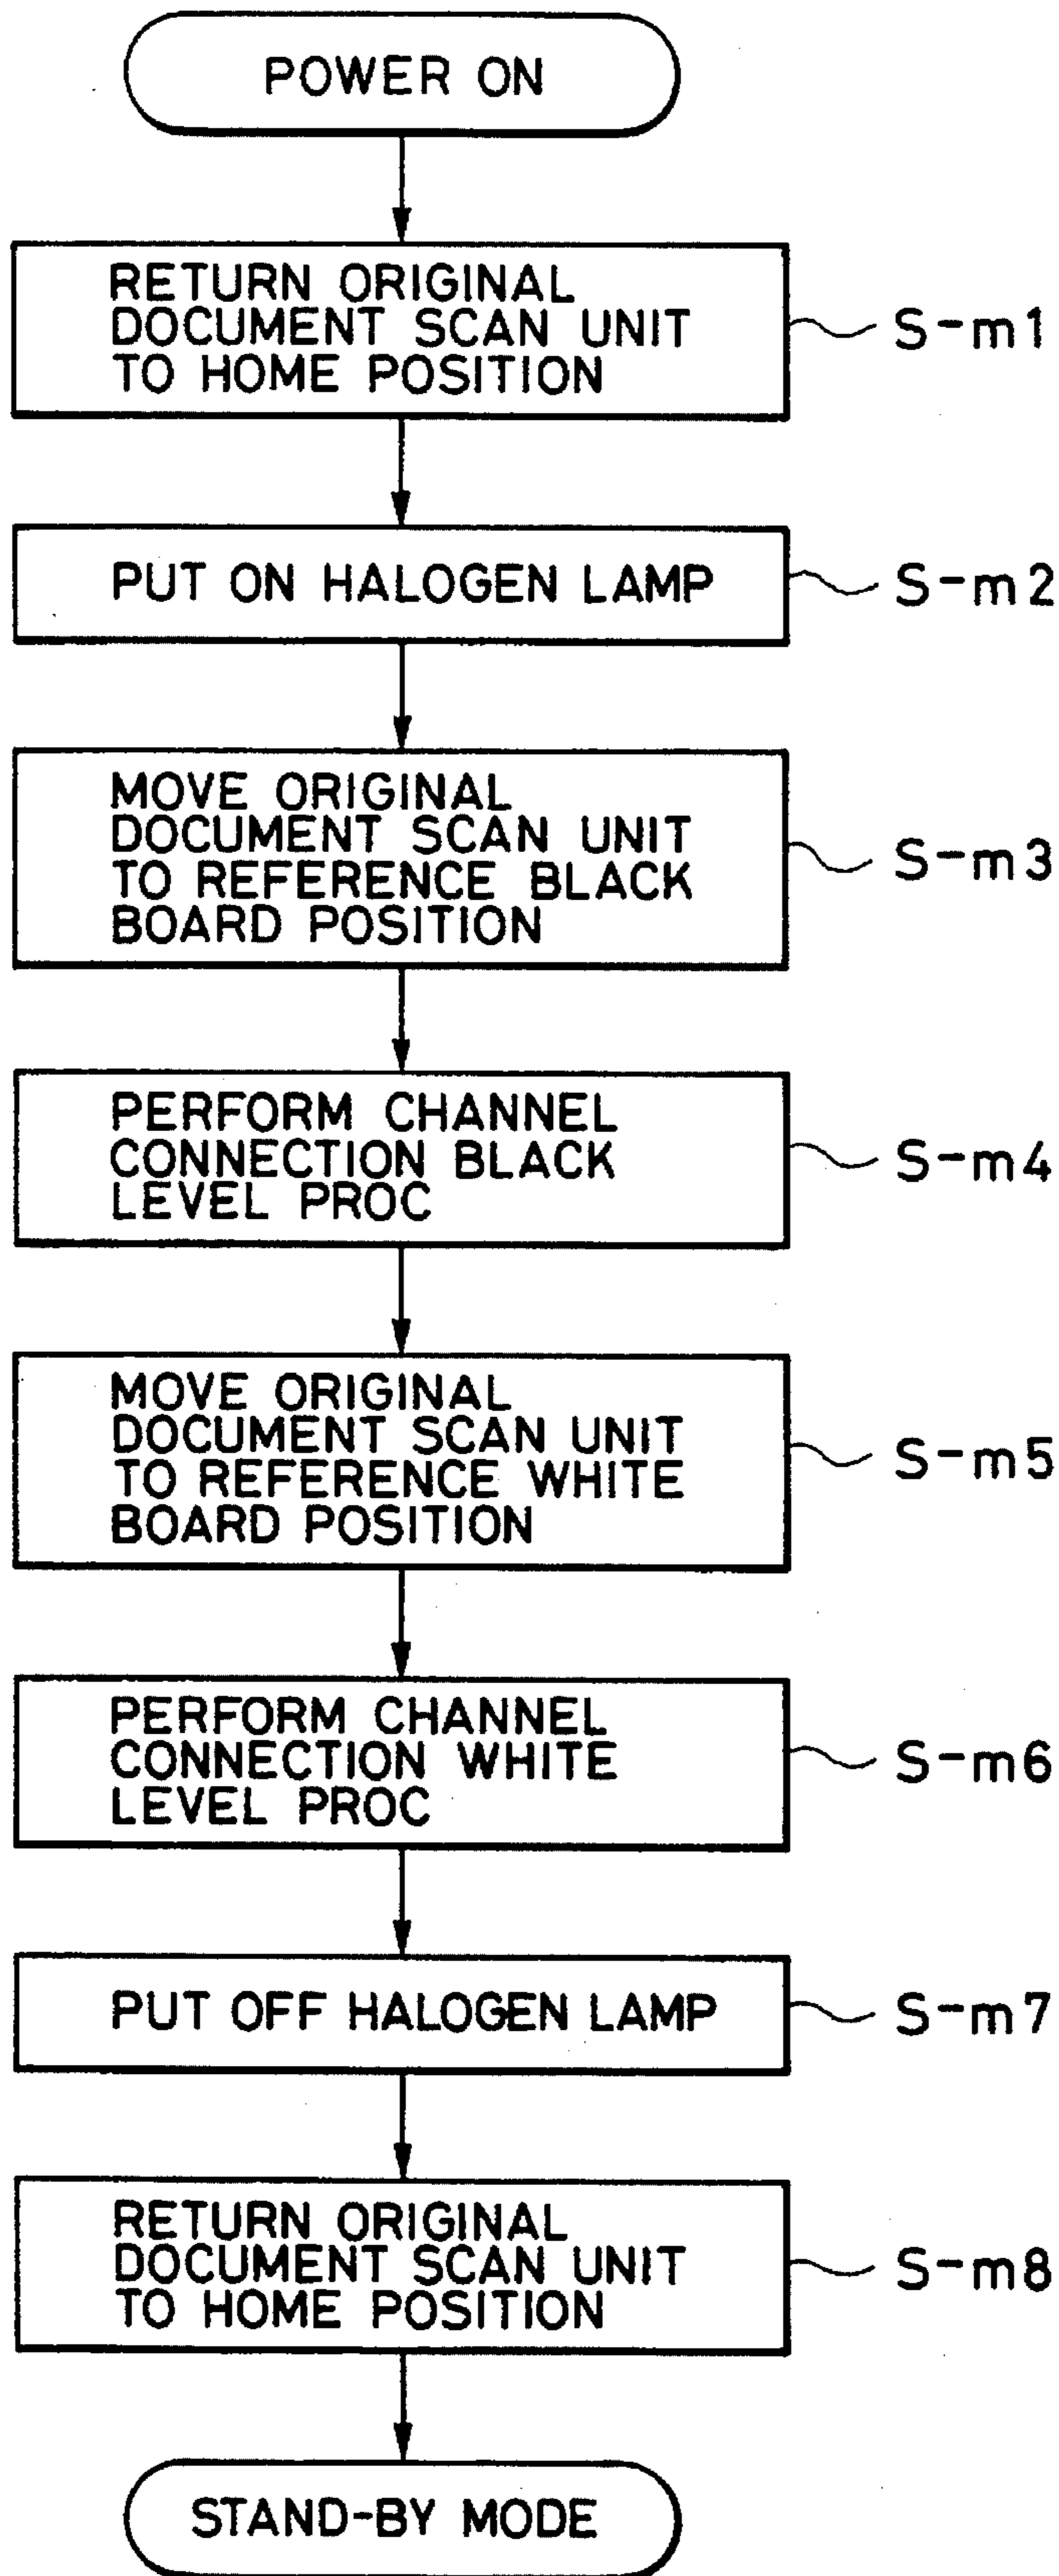 POWER ON
RETURN ORIGINAL
DOCUMENT SCAN UNIT
TO HOME POSITION
S-m1
PUT ON HALOGEN LAMP
S-m2
MOVE ORIGINAL
DOCUMENT SCAN UNIT
TO REFERENCE BLACK
BOARD POSITION
S-m3
PERFORM CHANNEL
CONNECTION BLACK
LEVEL PROC
S-m4
MOVE ORIGINAL
DOCUMENT SCAN UNIT
TO REFERENCE WHITE
BOARD POSITION
S-m5
PERFORM CHANNEL
CONNECTION WHITE
LEVEL PROC
S-m6
PUT OFF HALOGEN LAMP
S-m7
RETURN ORIGINAL
DOCUMENT SCAN UNIT
TO HOME POSITION
S-m8
STAND-BY MODE